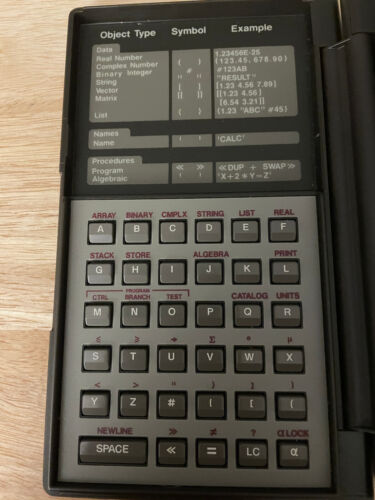 Object Type Symbol Example
Data
Real Number 1.23456E-25
Complex Number ( ) (123.45, 678.90)
Binary Integer # #123AB
String " " "RESULT"
Vector [ ] [1.23 4.56 7.89]
Matrix [[ ]] [[1.23 4.56]
[6.54 3.21]]
List { } {1.23 "ABC" #45}
Names
Name ' ' 'CALC'
Procedures
Program « » «DUP + SWAP»
Algebraic ' ' 'X+2*Y=Z'
ARRAY BINARY CMPLX STRING LIST REAL
A B C D E F
STACK STORE ALGEBRA PRINT
G H I J K L
PROGRAM
CTRL BRANCH TEST CATALOG UNITS
M N O P Q R
≤ ≥ → Σ ° μ
S T U V W X
< > " ) } ]
Y Z # { [ (
NEWLINE » ≠ ? α LOCK
SPACE « = LC α